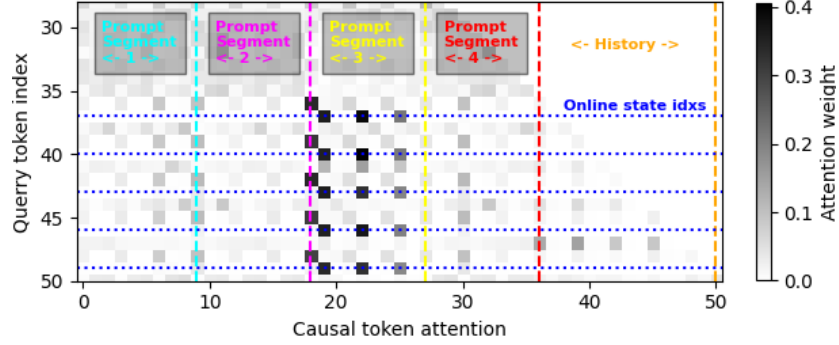 Prompt
Segment
<- 1 ->
Prompt
Segment
<- 2 ->
Prompt
Segment
<- 3 ->
Prompt
Segment
<- 4 ->
<- History ->
Online state idxs
Querry token index
30
35
40
45
50
0
10
20
30
40
50
Causal token attention
0.4
0.3
0.2
0.1
0.0
Attention weight